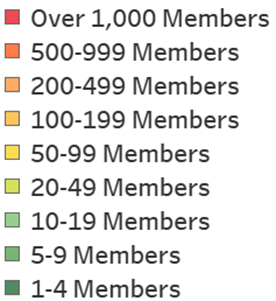 Over 1,000 Members
500-999 Members
200-499 Members
100-199 Members
50-99 Members
20-49 Members
10-19 Members
5-9 Members
1-4 Members